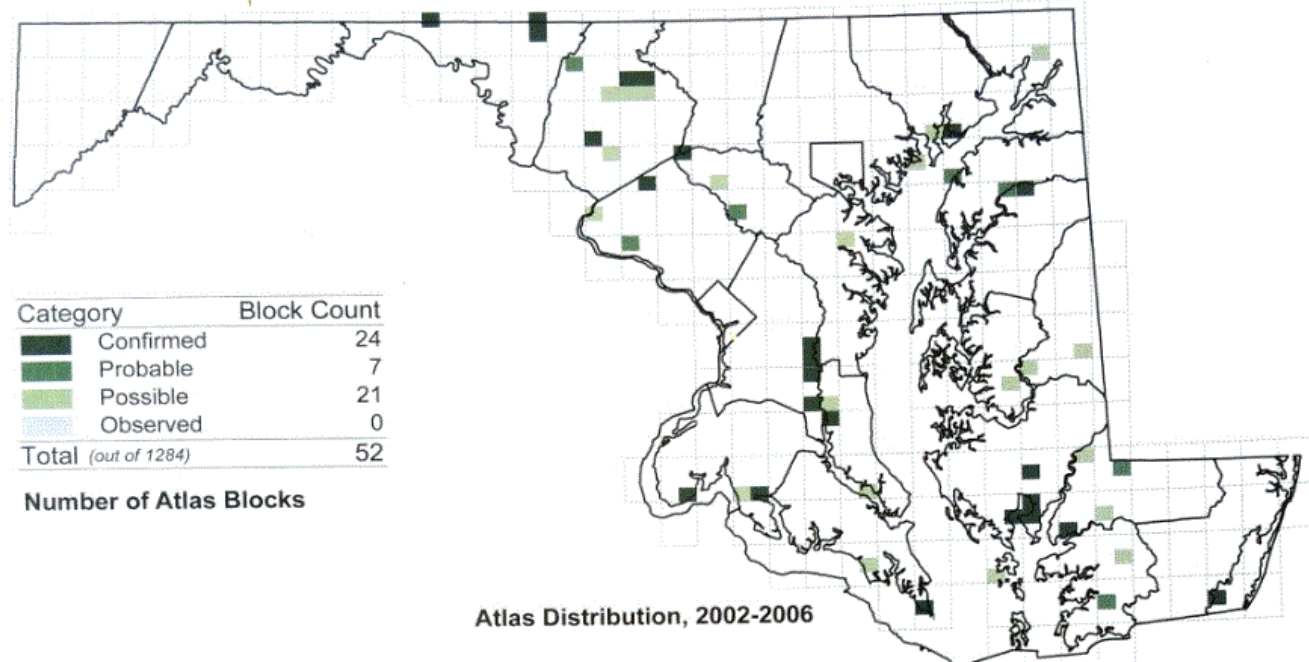 Category Block Count
Confirmed 24
Probable 7
Possible 21
Observed 0
Total (out of 1284) 52
Number of Atlas Blocks
Atlas Distribution, 2002-2006